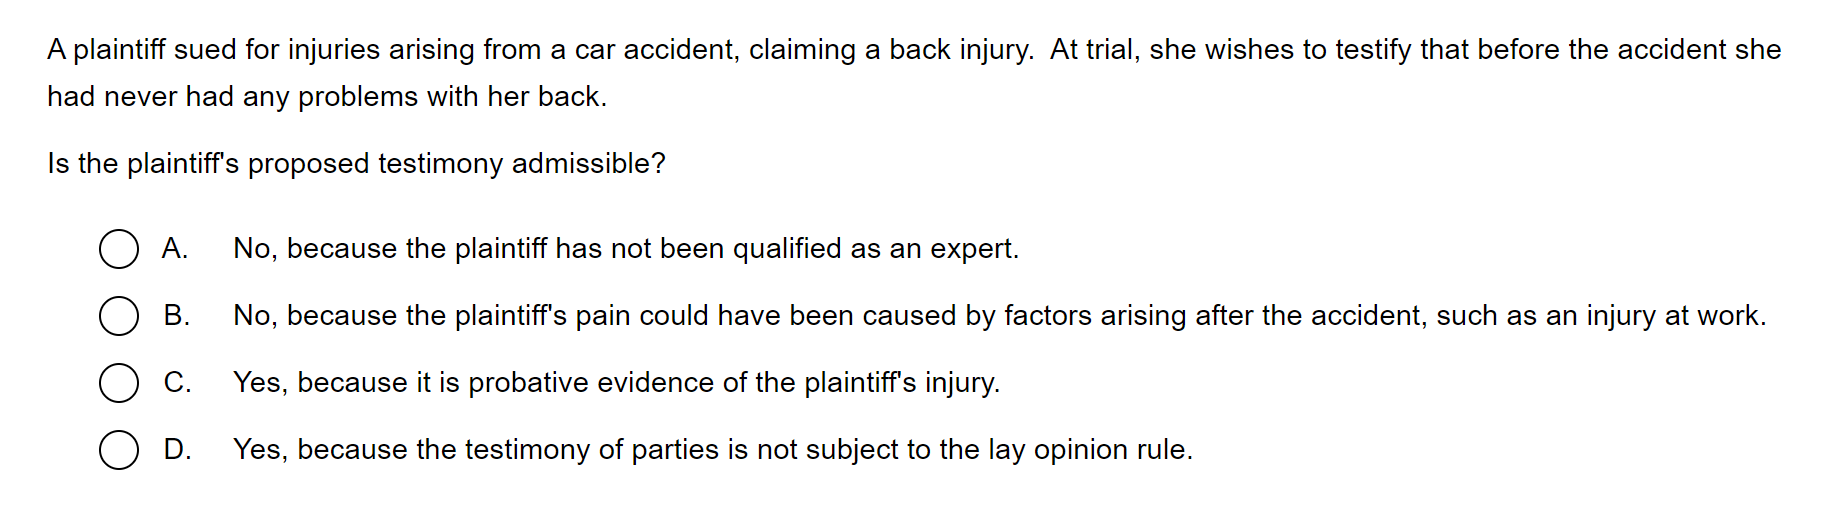 A plaintiff sued for injuries arising from a car accident, claiming a back injury.  At trial, she wishes to testify that before the accident she
had never had any problems with her back.
Is the plaintiff's proposed testimony admissible?
A. No, because the plaintiff has not been qualified as an expert.
B. No, because the plaintiff's pain could have been caused by factors arising after the accident, such as an injury at work.
C. Yes, because it is probative evidence of the plaintiff's injury.
D. Yes, because the testimony of parties is not subject to the lay opinion rule.